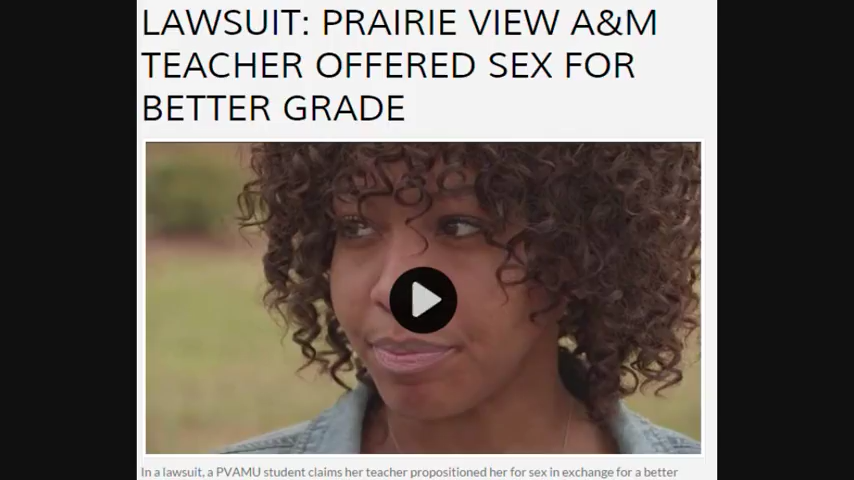 LAWSUIT: PRAIRIE VIEW A&M
TEACHER OFFERED SEX FOR
BETTER GRADE
In a lawsuit, a PVAMU student claims her teacher propositioned her for sex in exchange for a better